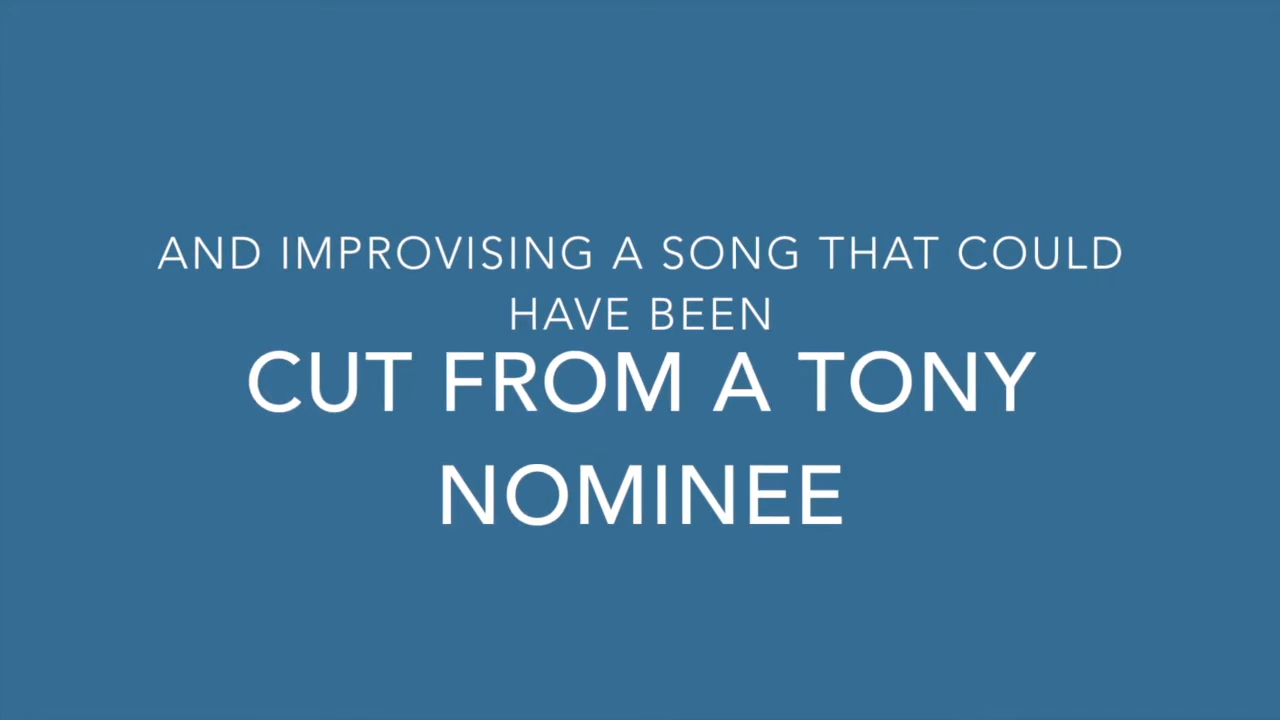 AND IMPROVISING A SONG THAT COULD
HAVE BEEN
CUT FROM A TONY
NOMINEE